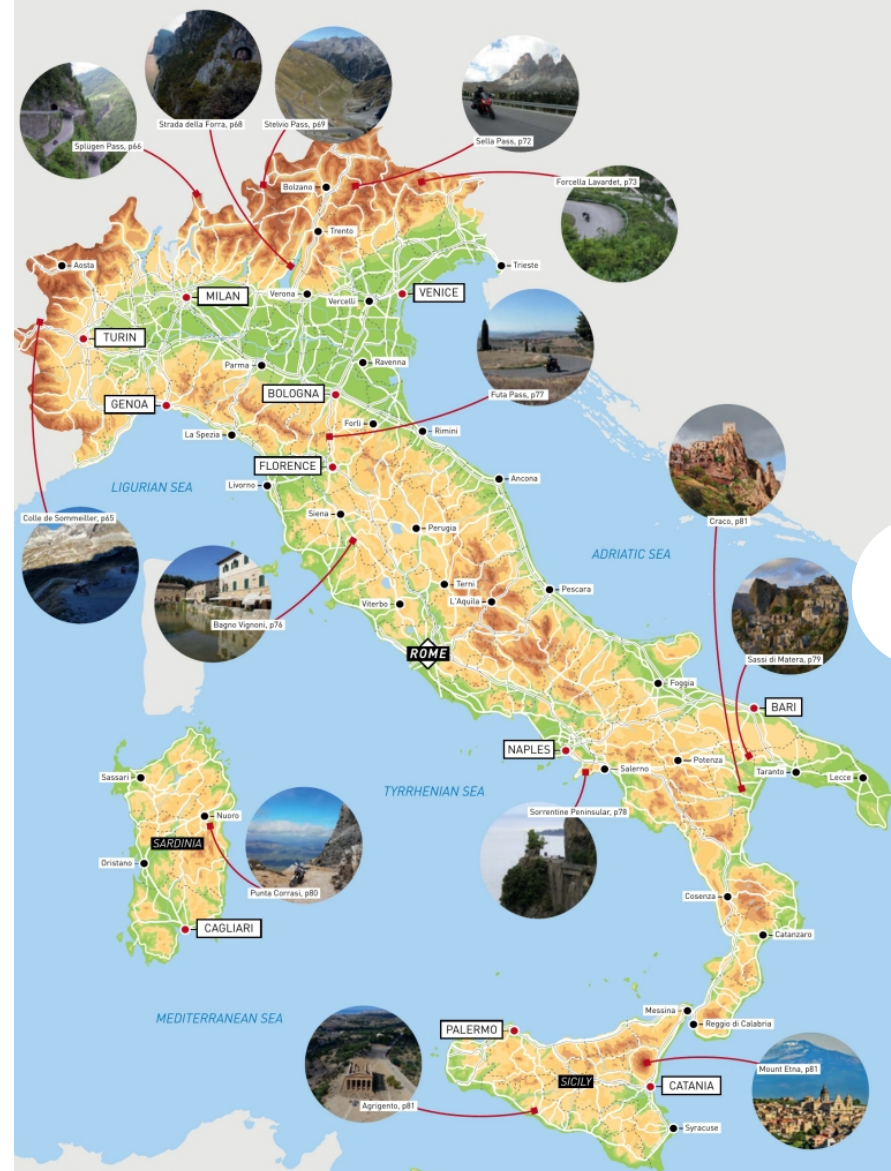 Strada della Forra, p68
Stelvio Pass, p69
Sella Pass, p72
Splügen Pass, p66
Forcella Lavardet, p73
Bolzano
Trento
Aosta
Trieste
MILAN
Verona
Vercelli
VENICE
TURIN
Parma
Ravenna
BOLOGNA
Futa Pass, p77
GENOA
Forli
Rimini
La Spezia
FLORENCE
LIGURIAN SEA
Livorno
Ancona
Colle de Sommeiller, p65
Siena
Perugia
Craco, p81
ADRIATIC SEA
Terni
Pescara
Bagno Vignoni, p76
Viterbo
L'Aquila
ROME
Sassi di Matera, p79
Foggia
BARI
NAPLES
Potenza
Salerno
Taranto
Lecce
Sassari
TYRRHENIAN SEA
Nuoro
Sorrentine Peninsular, p78
SARDINIA
Oristano
Punta Corrasi, p80
Cosenza
CAGLIARI
Catanzaro
MEDITERRANEAN SEA
Messina
PALERMO
Reggio di Calabria
Mount Etna, p81
SICILY
CATANIA
Agrigento, p81
Syracuse